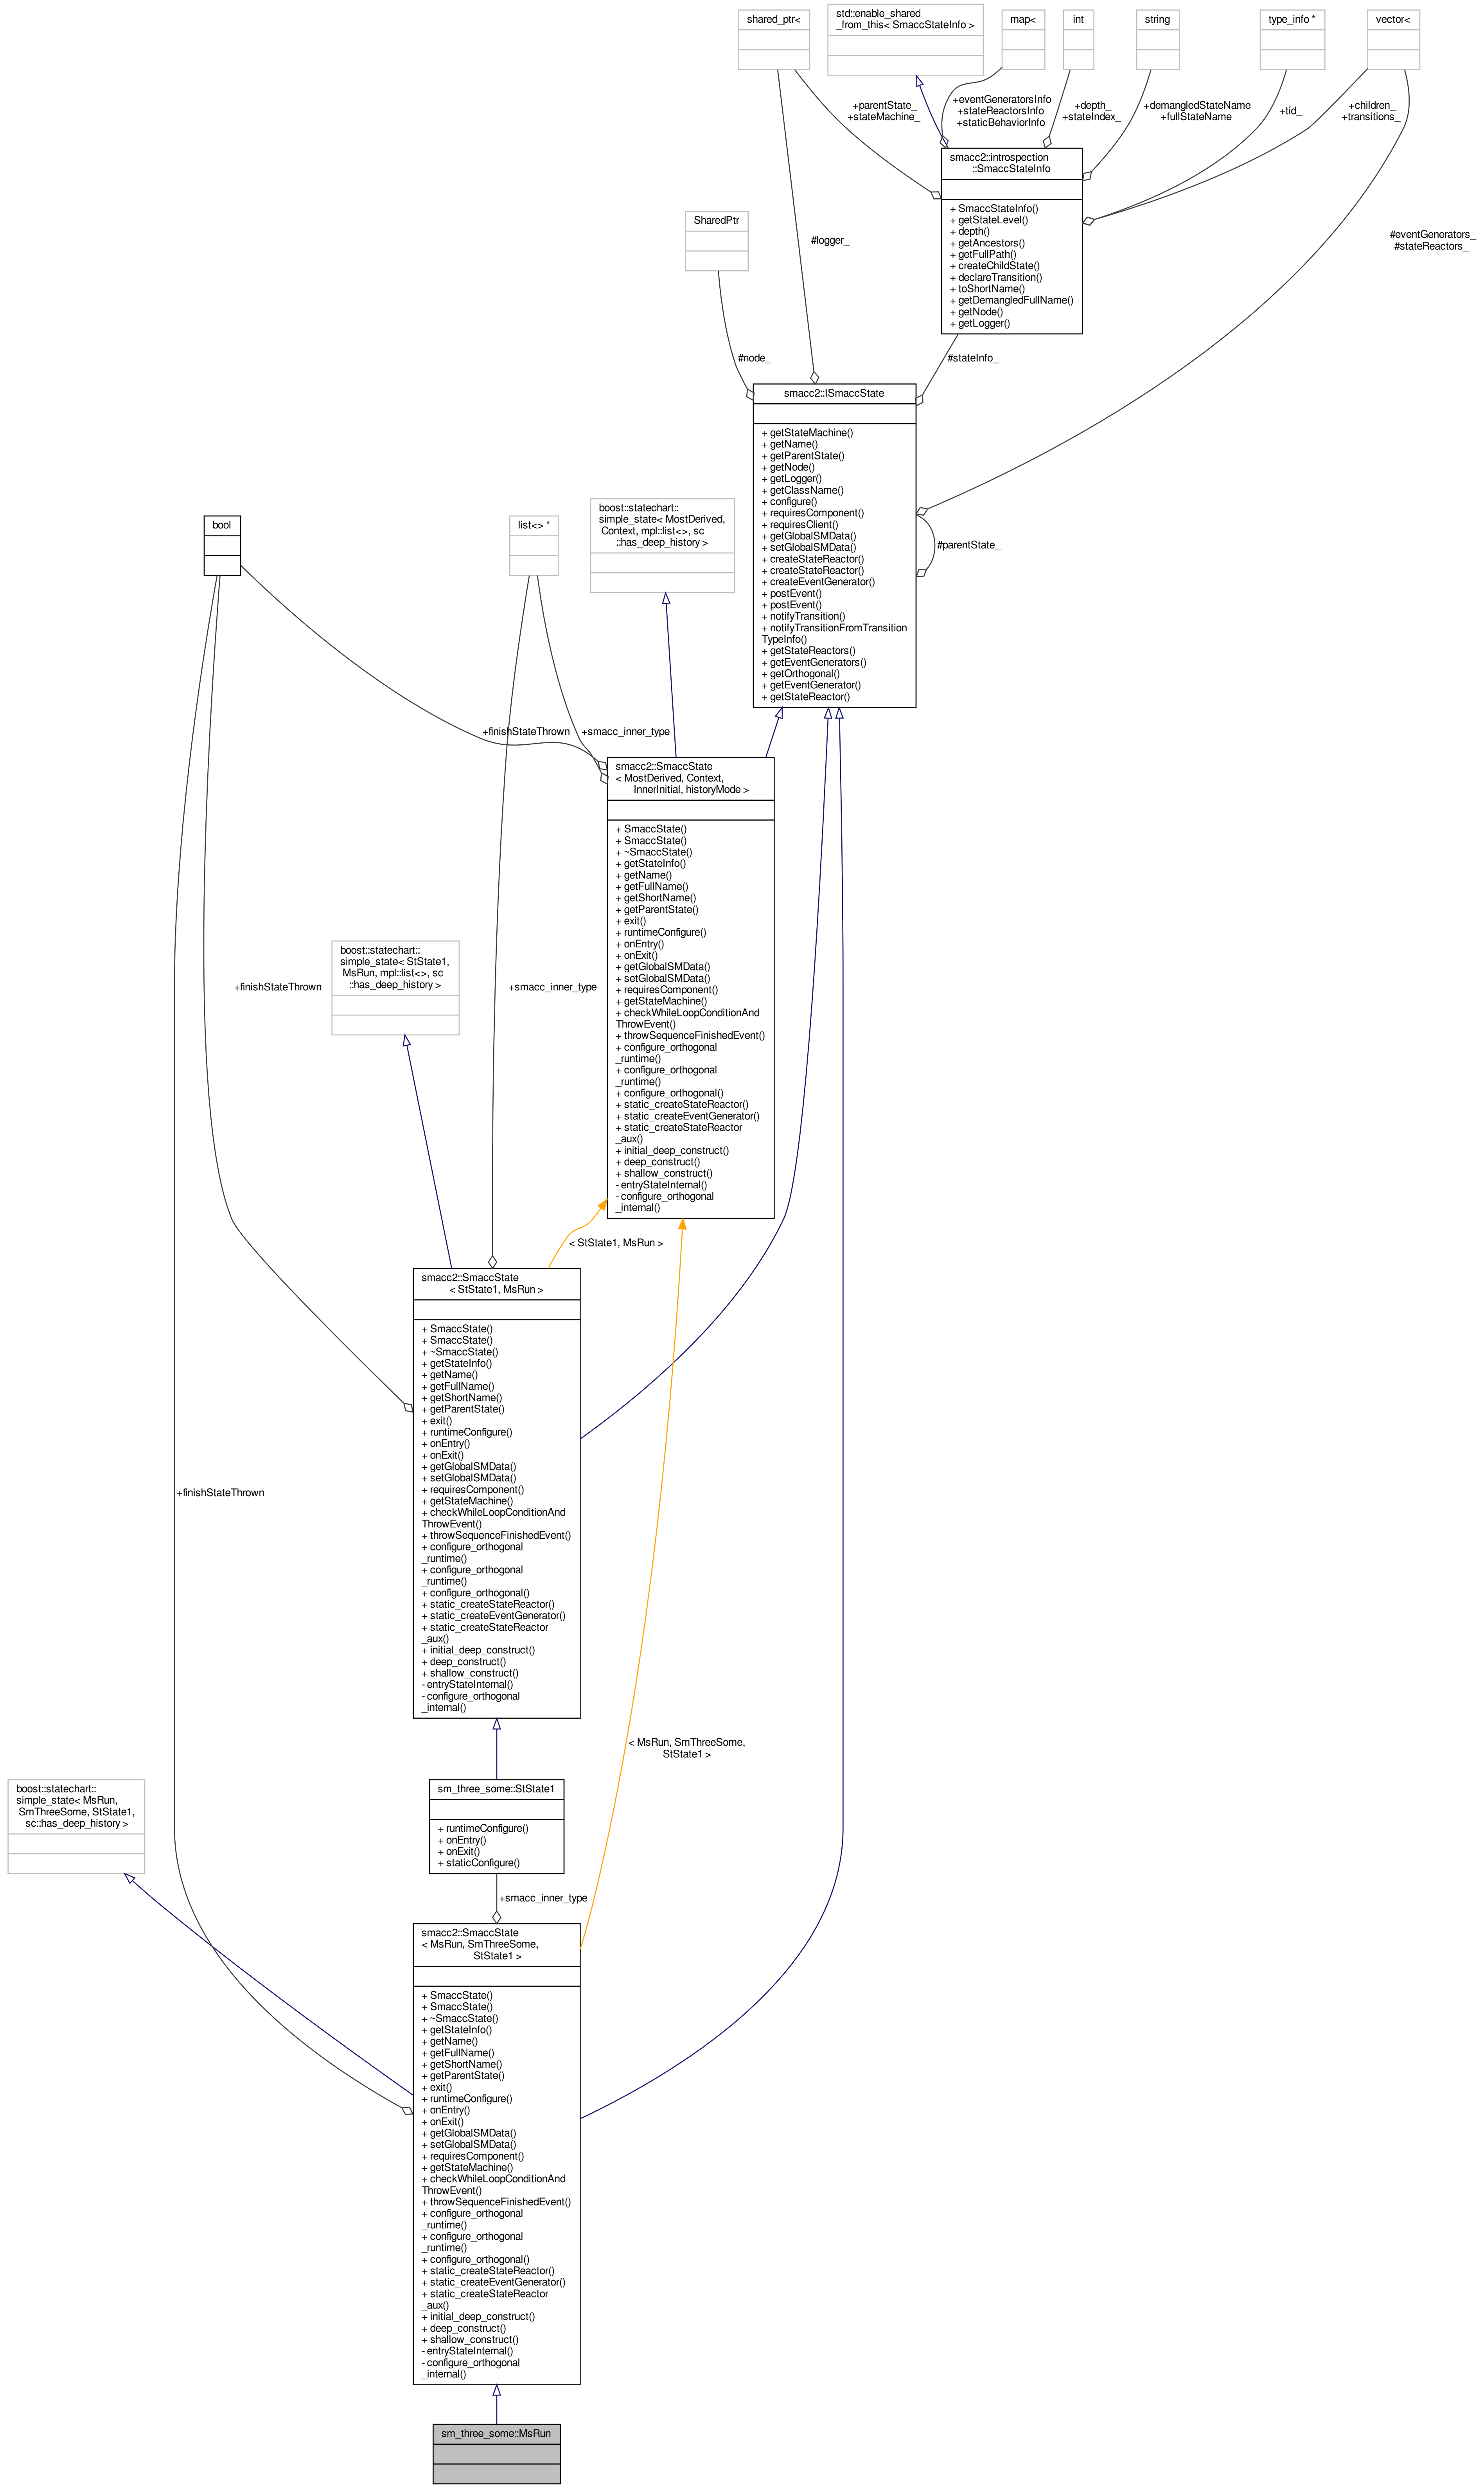 shared_ptr<
std::enable_shared
_from_this< SmaccStateInfo >
map<
int
string
type_info *
vector<
+parentState_
+stateMachine_
+eventGeneratorsInfo
+stateReactorsInfo
+staticBehaviorInfo
+depth_
+stateIndex_
+demangledStateName
+fullStateName
+tid_
+children_
+transitions_
smacc2::introspection
::SmaccStateInfo
+ SmaccStateInfo()
+ getStateLevel()
+ depth()
+ getAncestors()
+ getFullPath()
+ createChildState()
+ declareTransition()
+ toShortName()
+ getDemangledFullName()
+ getNode()
+ getLogger()
SharedPtr
#logger_
#eventGenerators_
#stateReactors_
#node_
#stateInfo_
smacc2::ISmaccState
+ getStateMachine()
+ getName()
+ getParentState()
+ getNode()
+ getLogger()
+ getClassName()
+ configure()
+ requiresComponent()
+ requiresClient()
+ getGlobalSMData()
+ setGlobalSMData()
+ createStateReactor()
+ createStateReactor()
+ createEventGenerator()
+ postEvent()
+ postEvent()
+ notifyTransition()
+ notifyTransitionFromTransition
TypeInfo()
+ getStateReactors()
+ getEventGenerators()
+ getOrthogonal()
+ getEventGenerator()
+ getStateReactor()
#parentState_
bool
list<> *
boost::statechart::
simple_state< MostDerived,
Context, mpl::list<>, sc
::has_deep_history >
+finishStateThrown
+smacc_inner_type
smacc2::SmaccState
< MostDerived, Context,
InnerInitial, historyMode >
+ SmaccState()
+ SmaccState()
+ ~SmaccState()
+ getStateInfo()
+ getName()
+ getFullName()
+ getShortName()
+ getParentState()
+ exit()
+ runtimeConfigure()
+ onEntry()
+ onExit()
+ getGlobalSMData()
+ setGlobalSMData()
+ requiresComponent()
+ getStateMachine()
+ checkWhileLoopConditionAnd
ThrowEvent()
+ throwSequenceFinishedEvent()
+ configure_orthogonal
_runtime()
+ configure_orthogonal
_runtime()
+ configure_orthogonal()
+ static_createStateReactor()
+ static_createEventGenerator()
+ static_createStateReactor
_aux()
+ initial_deep_construct()
+ deep_construct()
+ shallow_construct()
- entryStateInternal()
- configure_orthogonal
_internal()
boost::statechart::
simple_state< StState1,
MsRun, mpl::list<>, sc
::has_deep_history >
+finishStateThrown
+smacc_inner_type
< StState1, MsRun >
smacc2::SmaccState
< StState1, MsRun >
+ SmaccState()
+ SmaccState()
+ ~SmaccState()
+ getStateInfo()
+ getName()
+ getFullName()
+ getShortName()
+ getParentState()
+ exit()
+ runtimeConfigure()
+ onEntry()
+ onExit()
+ getGlobalSMData()
+ setGlobalSMData()
+ requiresComponent()
+ getStateMachine()
+ checkWhileLoopConditionAnd
ThrowEvent()
+ throwSequenceFinishedEvent()
+ configure_orthogonal
_runtime()
+ configure_orthogonal
_runtime()
+ configure_orthogonal()
+ static_createStateReactor()
+ static_createEventGenerator()
+ static_createStateReactor
_aux()
+ initial_deep_construct()
+ deep_construct()
+ shallow_construct()
- entryStateInternal()
- configure_orthogonal
_internal()
+finishStateThrown
< MsRun, SmThreeSome,
StState1 >
boost::statechart::
simple_state< MsRun,
SmThreeSome, StState1,
sc::has_deep_history >
sm_three_some::StState1
+ runtimeConfigure()
+ onEntry()
+ onExit()
+ staticConfigure()
+smacc_inner_type
smacc2::SmaccState
< MsRun, SmThreeSome,
StState1 >
+ SmaccState()
+ SmaccState()
+ ~SmaccState()
+ getStateInfo()
+ getName()
+ getFullName()
+ getShortName()
+ getParentState()
+ exit()
+ runtimeConfigure()
+ onEntry()
+ onExit()
+ getGlobalSMData()
+ setGlobalSMData()
+ requiresComponent()
+ getStateMachine()
+ checkWhileLoopConditionAnd
ThrowEvent()
+ throwSequenceFinishedEvent()
+ configure_orthogonal
_runtime()
+ configure_orthogonal
_runtime()
+ configure_orthogonal()
+ static_createStateReactor()
+ static_createEventGenerator()
+ static_createStateReactor
_aux()
+ initial_deep_construct()
+ deep_construct()
+ shallow_construct()
- entryStateInternal()
- configure_orthogonal
_internal()
sm_three_some::MsRun